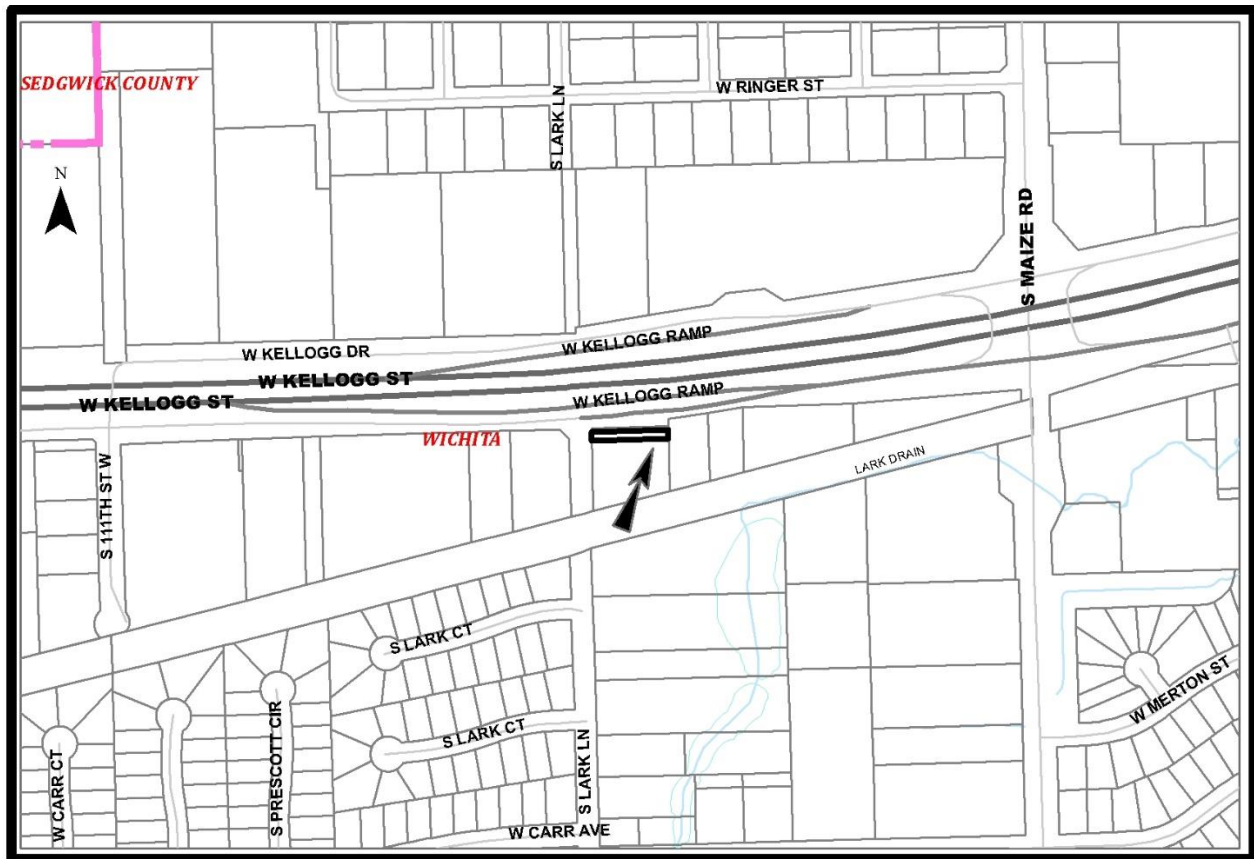 W RINGER ST
SEDGWICK COUNTY
S LARK LN
N
S MAIZE RD
W KELLOGG RAMP
W KELLOGG DR
W KELLOGG ST
W KELLOGG RAMP
W KELLOGG ST
WICHITA
LARK DRAIN
S 111TH ST W
S LARK CT
W MERTON ST
S LARK CT
S PRESCOTT CIR
S LARK LN
W CARR CT
W CARR AVE